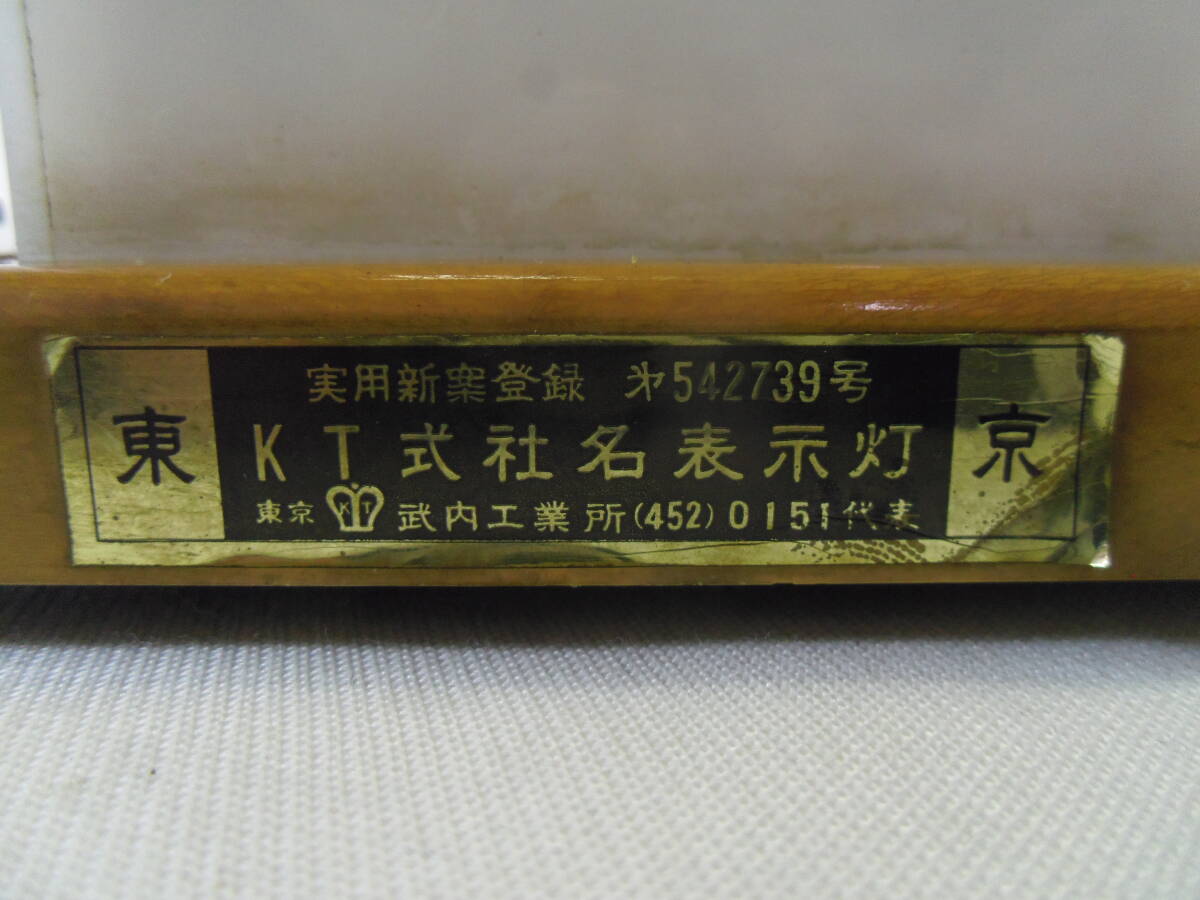 東
実用新案登録 㐧542739号
KT式社名表示灯
東京 KT 武内工業所(452)0151代表
京